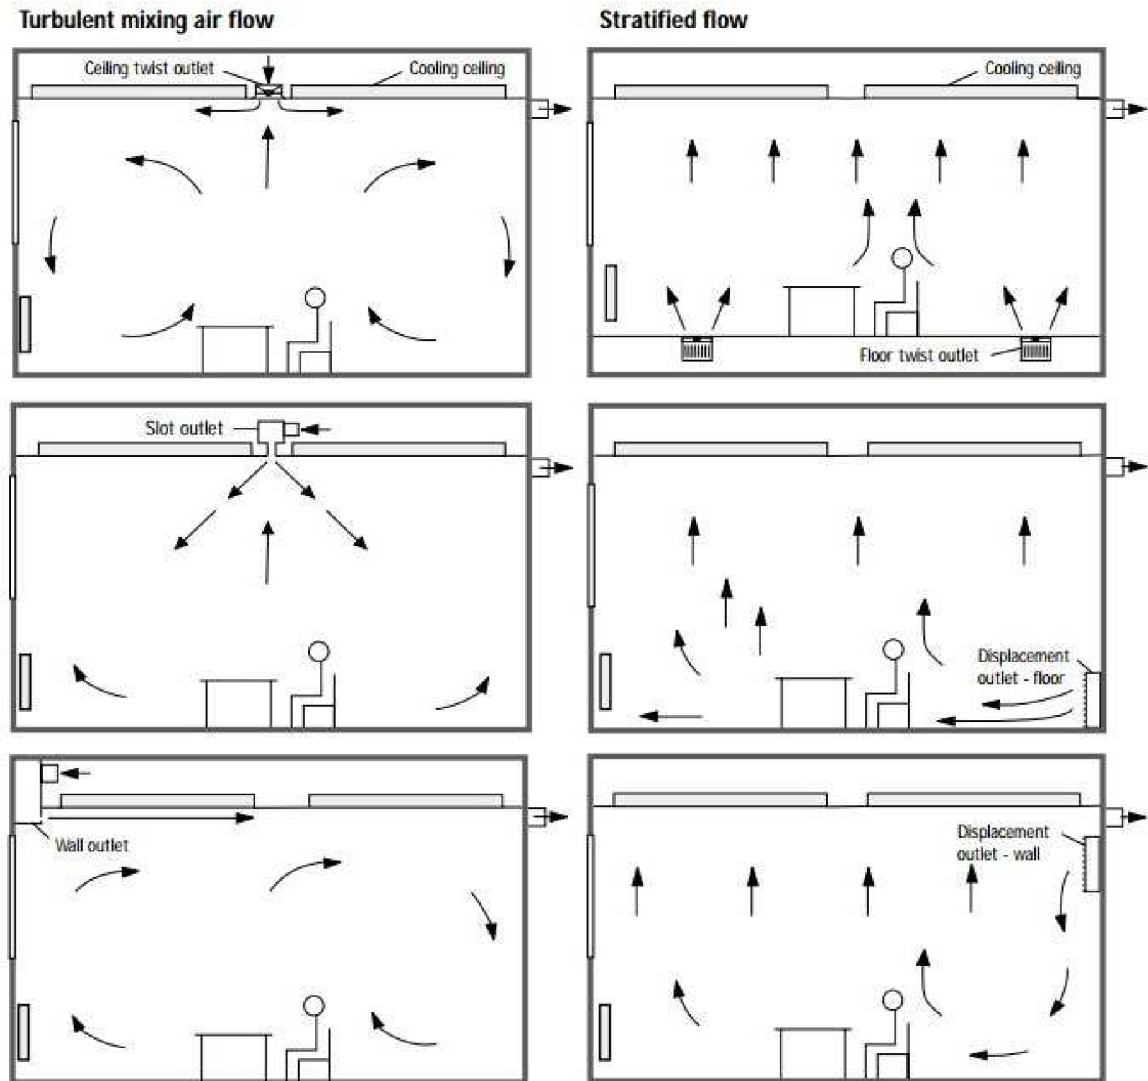 Turbulent mixing air flow
Stratified flow
Ceiling twist outlet
Cooling ceiling
Cooling ceiling
Floor twist outlet
Slot outlet
Displacement
outlet - floor
Wall outlet
Displacement
outlet - wall